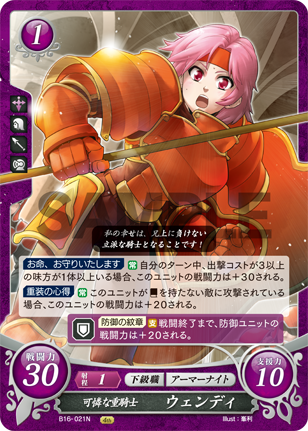 1
SAMPLE
私の幸せは、兄上に負けない
立派な騎士となることです!
お命、お守りいたします 常 自分のターン中、出撃コストが3以上
の味方が1体以上いる場合、このユニットの戦闘力は+30される。
重装の心得 常 このユニットが を持たない敵に攻撃されている
場合、このユニットの戦闘力は+20される。
防御の紋章 支 戦闘終了まで、防御ユニットの
戦闘力は+20される。
戦闘力
30
射程 1
下級職
アーマーナイト
支援力
10
可憐な重騎士
ウェンディ
B16-021N
Illust: